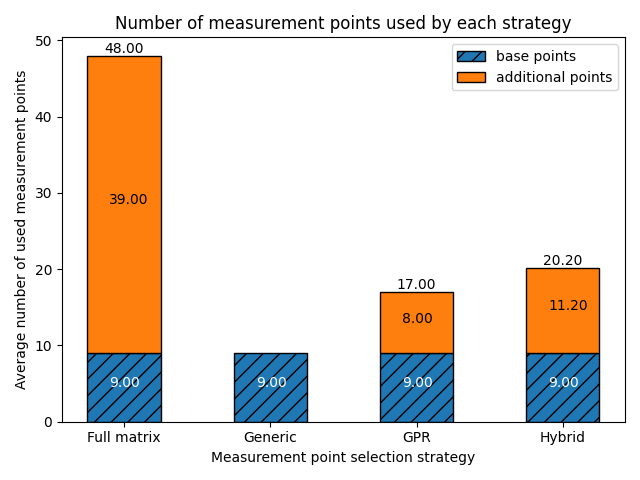 Number of measurement points used by each strategy
Average number of used measurement points
50
40
30
20
10
0
base points
additional points
48.00
39.00
9.00
9.00
17.00
8.00
9.00
20.20
11.20
9.00
Full matrix
Generic
GPR
Hybrid
Measurement point selection strategy